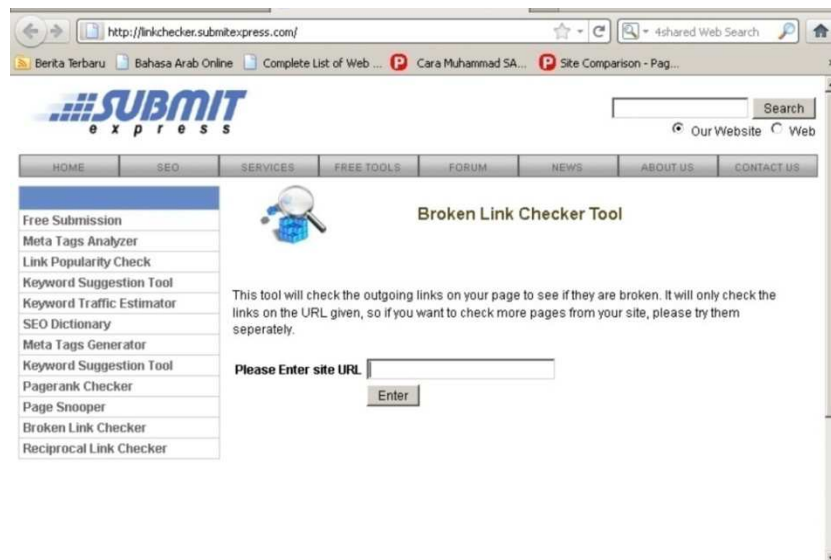 http://linkchecker.submitexpress.com/
4shared Web Search
Berita Terbaru Bahasa Arab Online Complete List of Web ... Cara Muhammad SA... Site Comparison - Pag...
SUBMIT
express
Search
Our Website Web
HOME SEO SERVICES FREE TOOLS FORUM NEWS ABOUT US CONTACT US
Free Submission
Meta Tags Analyzer
Link Popularity Check
Keyword Suggestion Tool
Keyword Traffic Estimator
SEO Dictionary
Meta Tags Generator
Keyword Suggestion Tool
Pagerank Checker
Page Snooper
Broken Link Checker
Reciprocal Link Checker
Broken Link Checker Tool
This tool will check the outgoing links on your page to see if they are broken. It will only check the
links on the URL given, so if you want to check more pages from your site, please try them
seperately.
Please Enter site URL
Enter